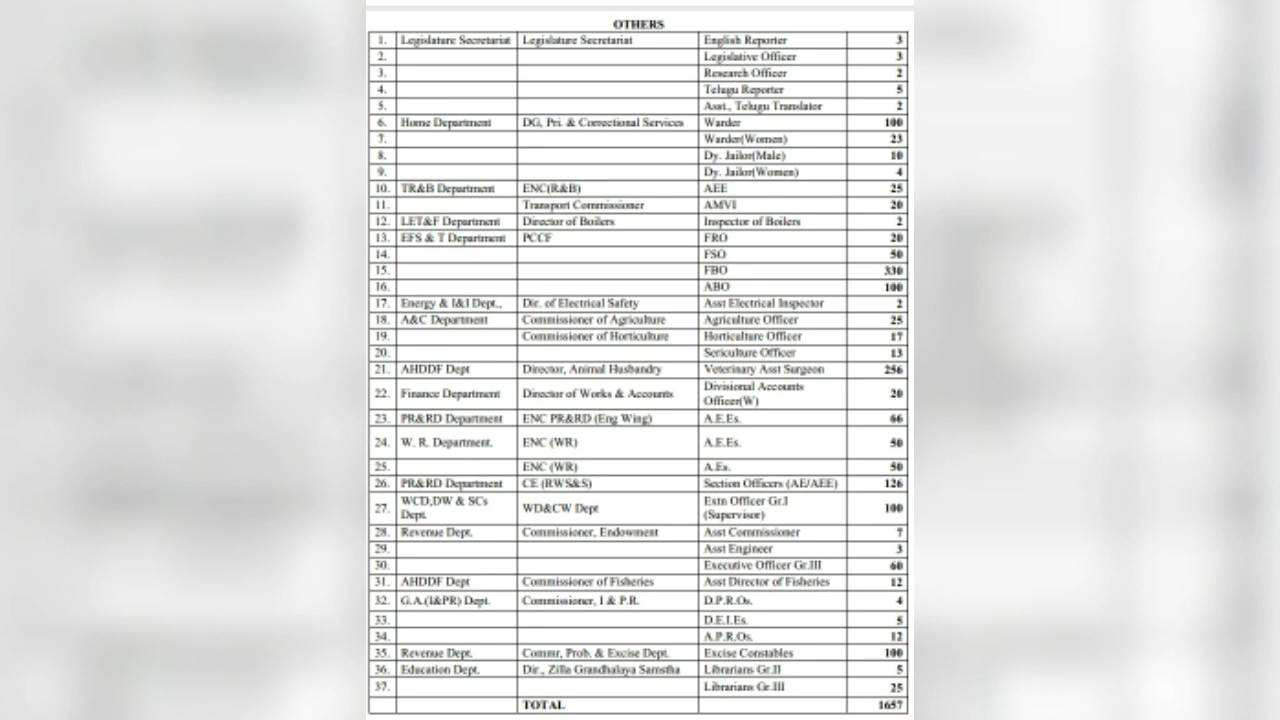 OTHERS
1. Legislature Secretariat Legislature Secretariat English Reporter 3
2. Legislative Officer 3
3. Research Officer 2
4. Telugu Reporter 5
5. Asst., Telugu Translator 2
6. Home Department DG, Pri. & Correctional Services Warder 100
7. Warder(Women) 23
8. Dy. Jailor(Male) 10
9. Dy. Jailor(Women) 4
10. TR&B Department ENC(R&B) AEE 25
11. Transport Commissioner AMVI 20
12. LET&F Department Director of Boilers Inspector of Boilers 2
13. EFS & T Department PCCF FRO 20
14. FSO 50
15. FBO 330
16. ABO 100
17. Energy & I&I Dept., Dir. of Electrical Safety Asst Electrical Inspector 2
18. A&C Department Commissioner of Agriculture Agriculture Officer 25
19. Commissioner of Horticulture Horticulture Officer 17
20. Sericulture Officer 13
21. AHDDF Dept Director, Animal Husbandry Veterinary Asst Surgeon 256
22. Finance Department Director of Works & Accounts Divisional Accounts
Officer(W) 20
23. PR&RD Department ENC PR&RD (Eng Wing) A.E.Es. 66
24. W. R. Department. ENC (WR) A.E.Es. 50
25. ENC (WR) A.Es. 50
26. PR&RD Department CE (RWS&S) Section Officers (AE/AEE) 126
27. WCD,DW & SCs
Dept. WD&CW Dept Extn Officer Gr.I
(Supervisor) 100
28. Revenue Dept. Commissioner, Endowment Asst Commissioner 7
29. Asst Engineer 3
30. Executive Officer Gr.III 60
31. AHDDF Dept Commissioner of Fisheries Asst Director of Fisheries 12
32. G.A.(I&PR) Dept. Commissioner, I & P.R. D.P.R.Os. 4
33. D.E.I.Es. 5
34. A.P.R.Os. 12
35. Revenue Dept. Commr, Prob. & Excise Dept. Excise Constables 100
36. Education Dept. Dir., Zilla Grandhalaya Samstha Librarians Gr.II 5
37. Librarians Gr.III 25
TOTAL 1657